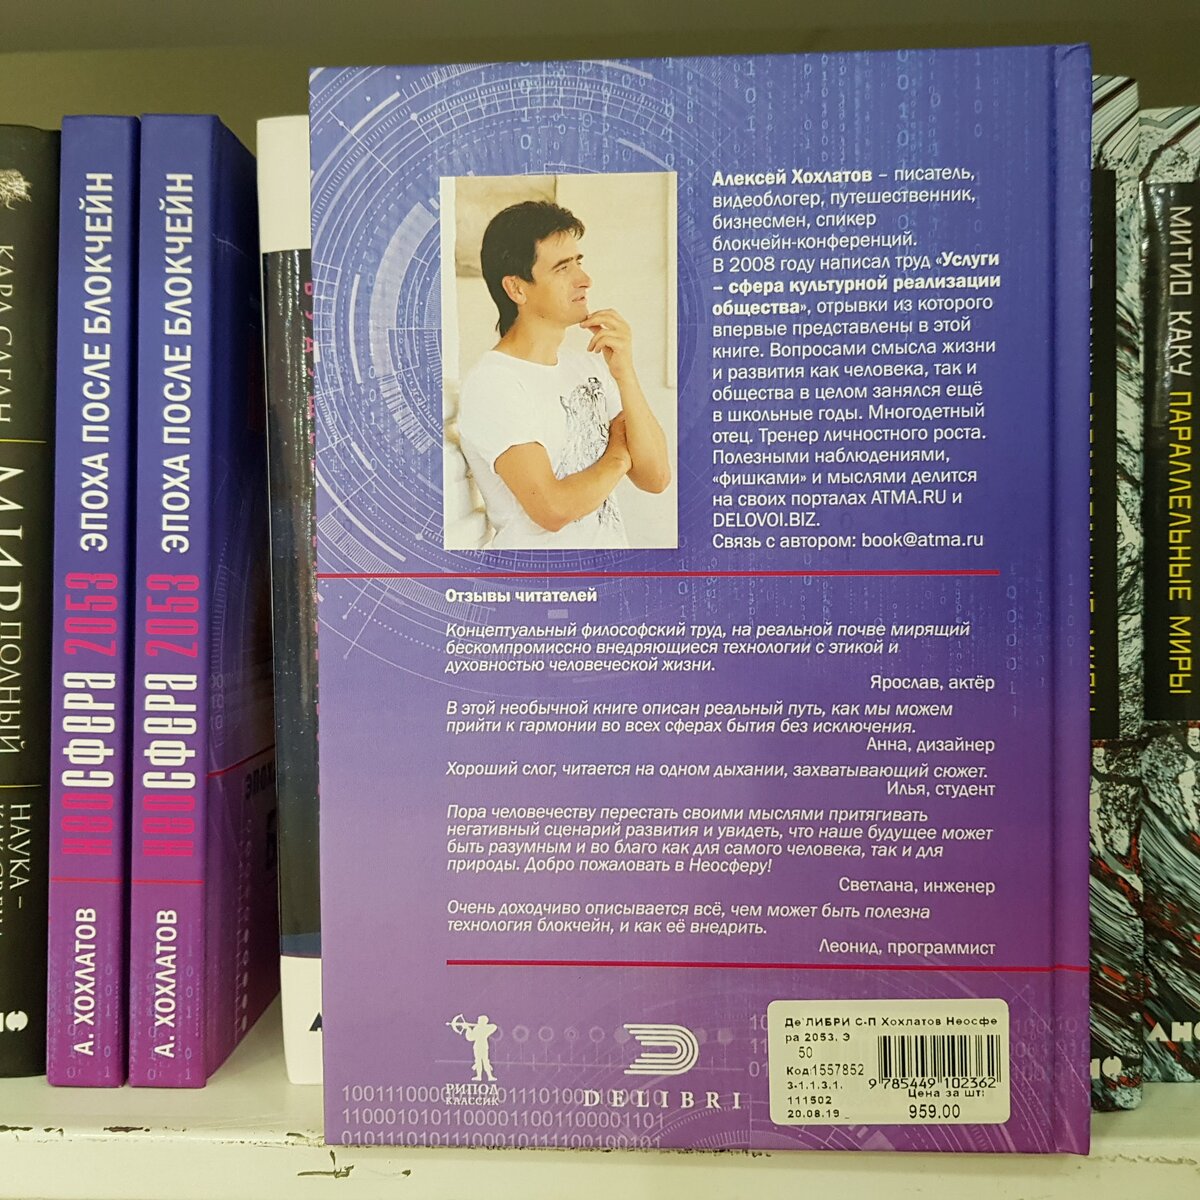 КАРЛ САГАН
МИР ПОЛНЫЙ
НАУКА –
ЭПОХА ПОСЛЕ БЛОКЧЕЙН
НООСФЕРА 2053
А. ХОХЛАТОВ
ЭПОХА ПОСЛЕ БЛОКЧЕЙН
НООСФЕРА 2053
А. ХОХЛАТОВ
Алексей Хохлатов – писатель,
видеоблогер, путешественник,
бизнесмен, спикер
блокчейн-конференций.
В 2008 году написал труд «Услуги
– сфера культурной реализации
общества», отрывки из которого
впервые представлены в этой
книге. Вопросами смысла жизни
и развития как человека, так и
общества в целом занялся ещё
в школьные годы. Многодетный
отец. Тренер личностного роста.
Полезными наблюдениями,
«фишками» и мыслями делится
на своих порталах ATMA.RU и
DELOVOI.BIZ.
Связь с автором: book@atma.ru
Отзывы читателей
Концептуальный философский труд, на реальной почве мирящий
бескомпромиссно внедряющиеся технологии с этикой и
духовностью человеческой жизни.
Ярослав, актёр
В этой необычной книге описан реальный путь, как мы можем
прийти к гармонии во всех сферах бытия без исключения.
Анна, дизайнер
Хороший слог, читается на одном дыхании, захватывающий сюжет.
Илья, студент
Пора человечеству перестать своими мыслями притягивать
негативный сценарий развития и увидеть, что наше будущее может
быть разумным и во благо как для самого человека, так и для
природы. Добро пожаловать в Неосферу!
Светлана, инженер
Очень доходчиво описывается всё, чем может быть полезна
технология блокчейн, и как её внедрить.
Леонид, программист
РИПОЛ
КЛАССИК
DELIBRI
Де'ЛИБРИ С-П Хохлатов Неосфе
ра 2053. Э
50
Код:1557852
3-1.1.3.1.
111502
20.08.19
9 785449 102362
Цена за шт:
959.00
МИТИО КАКУ ПАРАЛЛЕЛЬНЫЕ МИРЫ